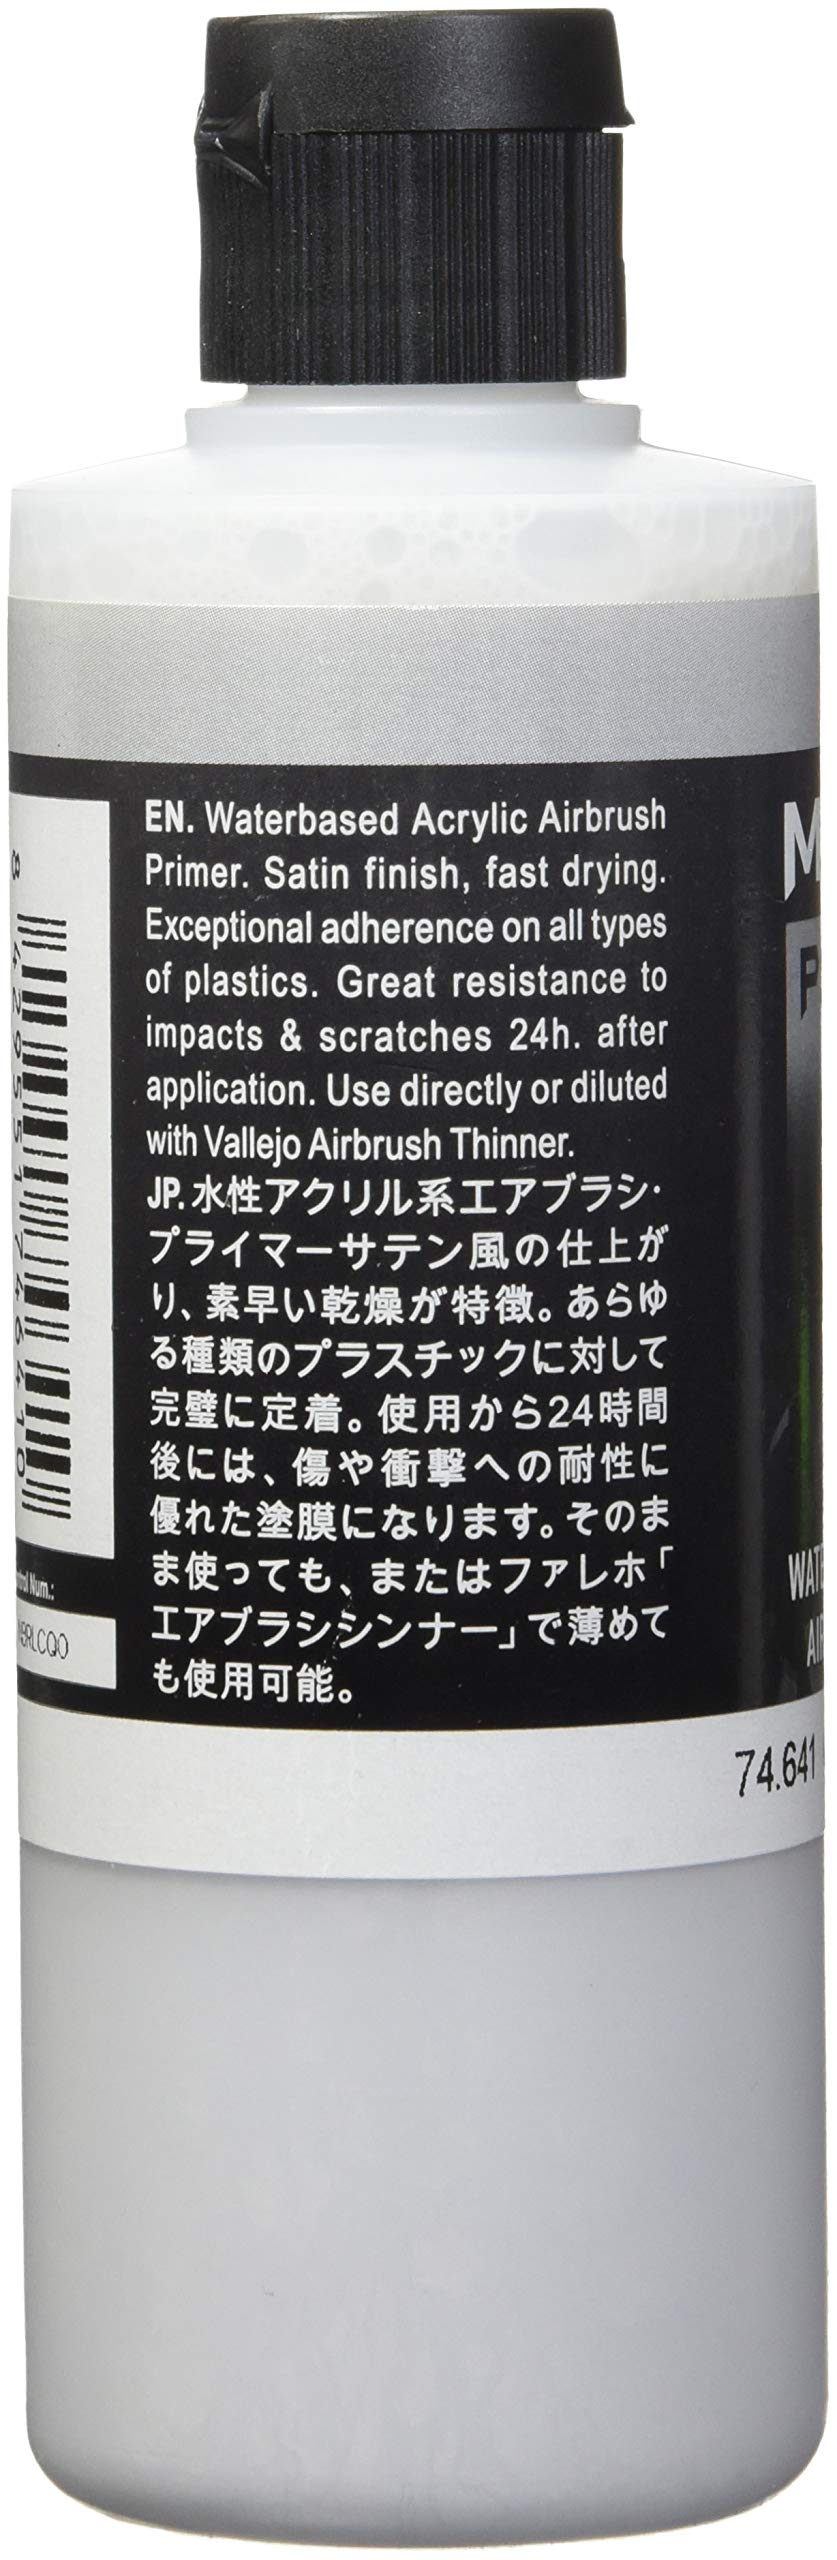 EN. Waterbased Acrylic Airbrush
Primer. Satin finish, fast drying.
Exceptional adherence on all types
of plastics. Great resistance to
impacts & scratches 24h. after
application. Use directly or diluted
with Vallejo Airbrush Thinner.
JP. 水性アクリル系エアブラシ・
プライマーサテン風の仕上が
り、素早い乾燥が特徴。あらゆ
る種類のプラスチックに対して
完璧に定着。使用から24時間
後には、傷や衝撃への耐性に
優れた塗膜になります。そのま
ま使っても、またはファレホ「
エアブラシシンナー」で薄めて
も使用可能。
8 429551 746410
Num.:
74.641